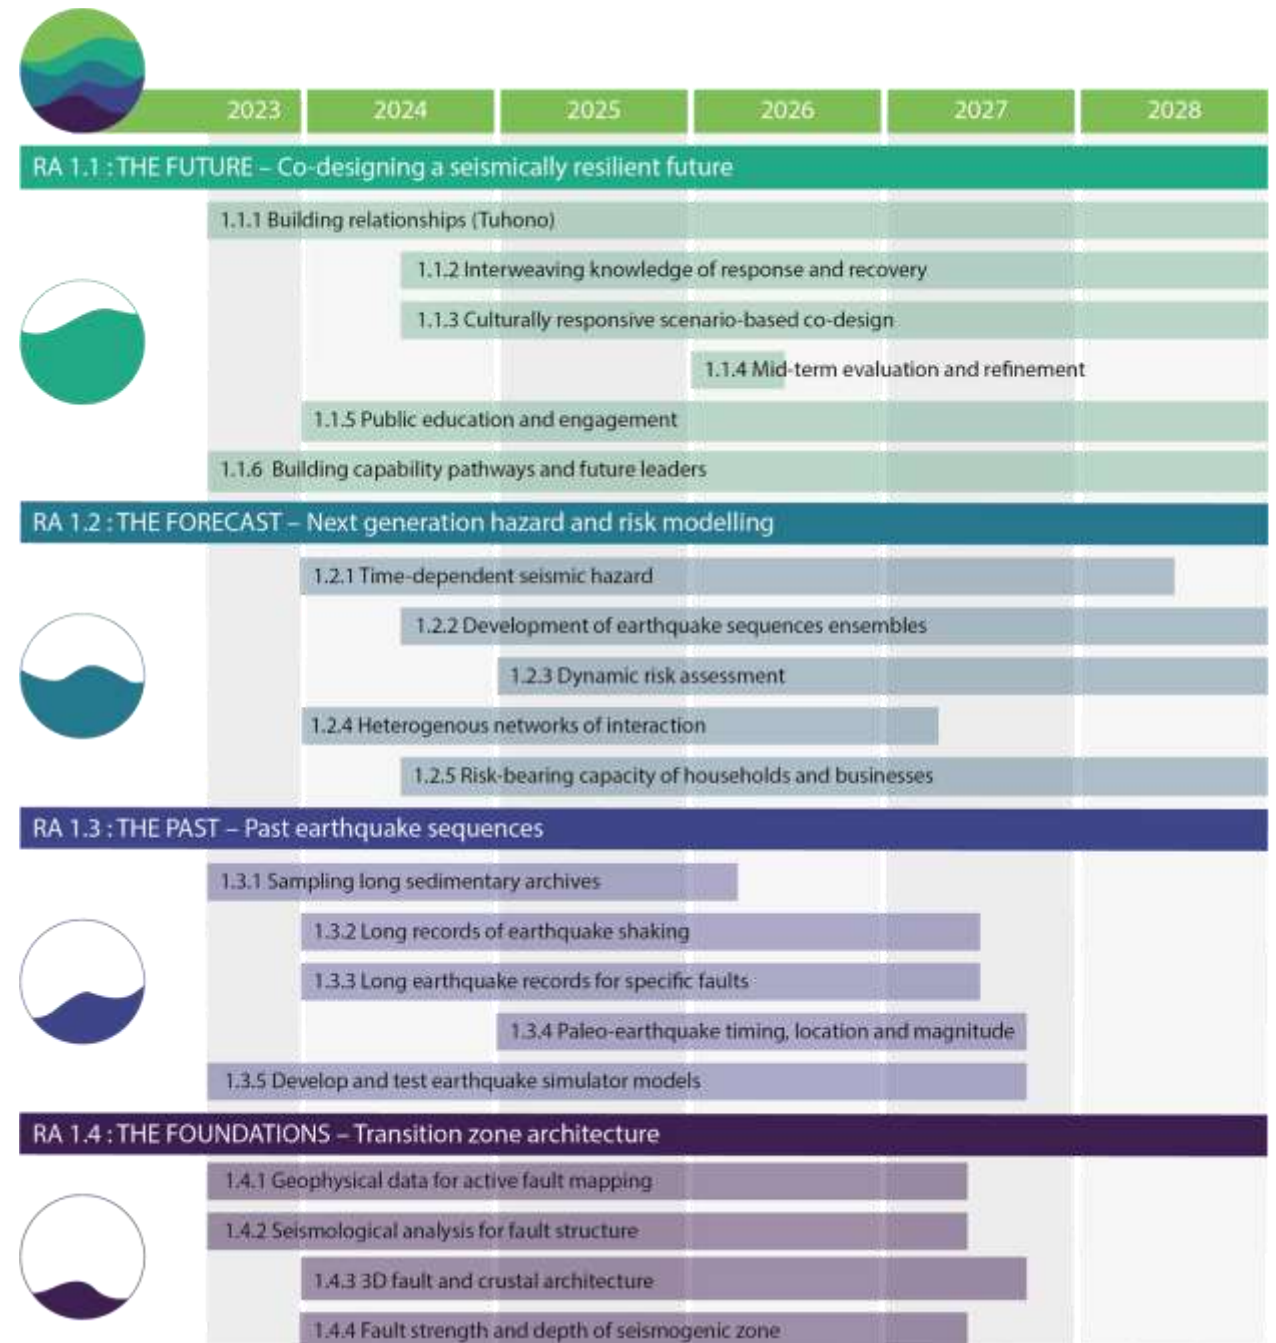 2023 2024 2025 2026 2027 2028
RA 1.1 : THE FUTURE – Co-designing a seismically resilient future
1.1.1 Building relationships (Tuhono)
1.1.2 Interweaving knowledge of response and recovery
1.1.3 Culturally responsive scenario-based co-design
1.1.4 Mid-term evaluation and refinement
1.1.5 Public education and engagement
1.1.6 Building capability pathways and future leaders
RA 1.2 : THE FORECAST – Next generation hazard and risk modelling
1.2.1 Time-dependent seismic hazard
1.2.2 Development of earthquake sequences ensembles
1.2.3 Dynamic risk assessment
1.2.4 Heterogenous networks of interaction
1.2.5 Risk-bearing capacity of households and businesses
RA 1.3 : THE PAST – Past earthquake sequences
1.3.1 Sampling long sedimentary archives
1.3.2 Long records of earthquake shaking
1.3.3 Long earthquake records for specific faults
1.3.4 Paleo-earthquake timing, location and magnitude
1.3.5 Develop and test earthquake simulator models
RA 1.4 : THE FOUNDATIONS – Transition zone architecture
1.4.1 Geophysical data for active fault mapping
1.4.2 Seismological analysis for fault structure
1.4.3 3D fault and crustal architecture
1.4.4 Fault strength and depth of seismogenic zone